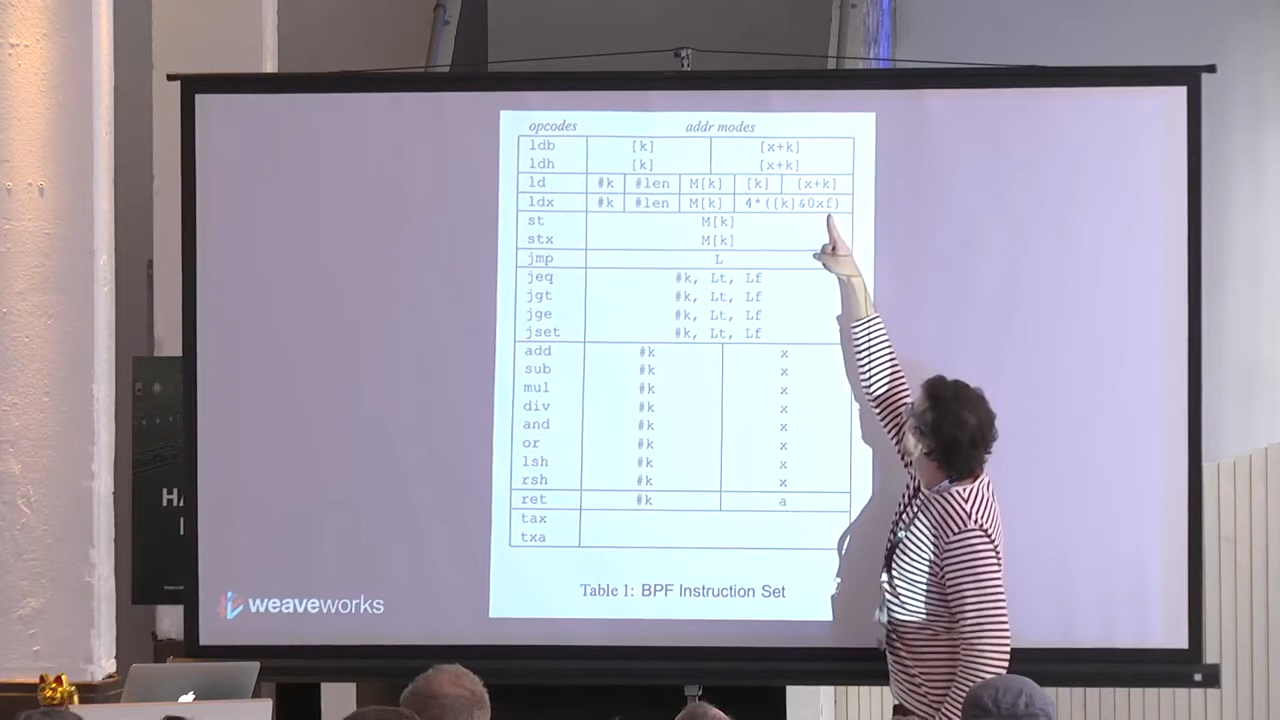 opcodes addr modes
ldb [k] [x+k]
ldh [k] [x+k]
ld #k #len M[k] [k] [x+k]
ldx #k #len M[k] 4*([k]&0xf)
st M[k]
stx M[k]
jmp L
jeq #k, Lt, Lf
jgt #k, Lt, Lf
jge #k, Lt, Lf
jset #k, Lt, Lf
add #k x
sub #k x
mul #k x
div #k x
and #k x
or #k x
lsh #k x
rsh #k x
ret #k a
tax
txa
Table 1: BPF Instruction Set
weaveworks